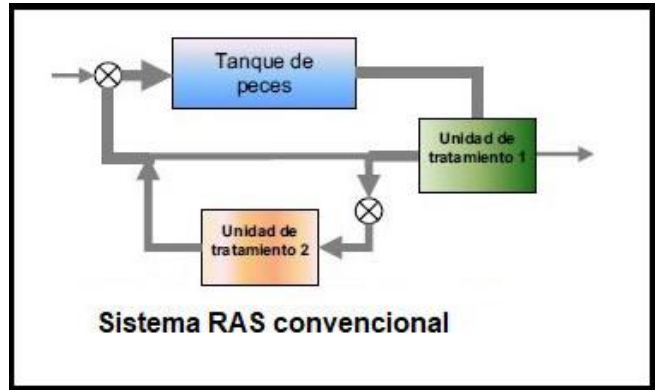 Tanque de
peces
Unidad de
tratamiento 1
Unidad de
tratamiento 2
Sistema RAS convencional